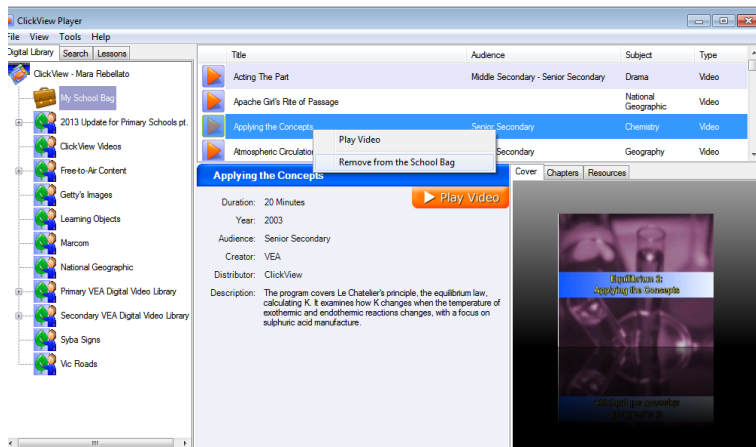 ClickView Player
File View Tools Help
Digital Library Search Lessons
ClickView - Mara Rebellato
My School Bag
2013 Update for Primary Schools pt.
ClickView Videos
Free-to-Air Content
Getty's Images
Learning Objects
Marcom
National Geographic
Primary VEA Digital Video Library
Secondary VEA Digital Video Library
Syba Signs
Vic Roads
Title Audience Subject Type
Acting The Part Middle Secondary - Senior Secondary Drama Video
Apache Girl's Rite of Passage National Geographic Video
Applying the Concepts Senior Secondary Chemistry Video
Atmospheric Circulation Secondary Geography Video
Play Video
Remove from the School Bag
Applying the Concepts
Play Video
Duration: 20 Minutes
Year: 2003
Audience: Senior Secondary
Creator: VEA
Distributor: ClickView
Description: The program covers Le Chatelier's principle, the equilibrium law,
calculating K. It examines how K changes when the temperature of
exothermic and endothermic reactions changes, with a focus on
sulphuric acid manufacture.
Cover Chapters Resources
Equilibrium 2:
Applying the Concepts